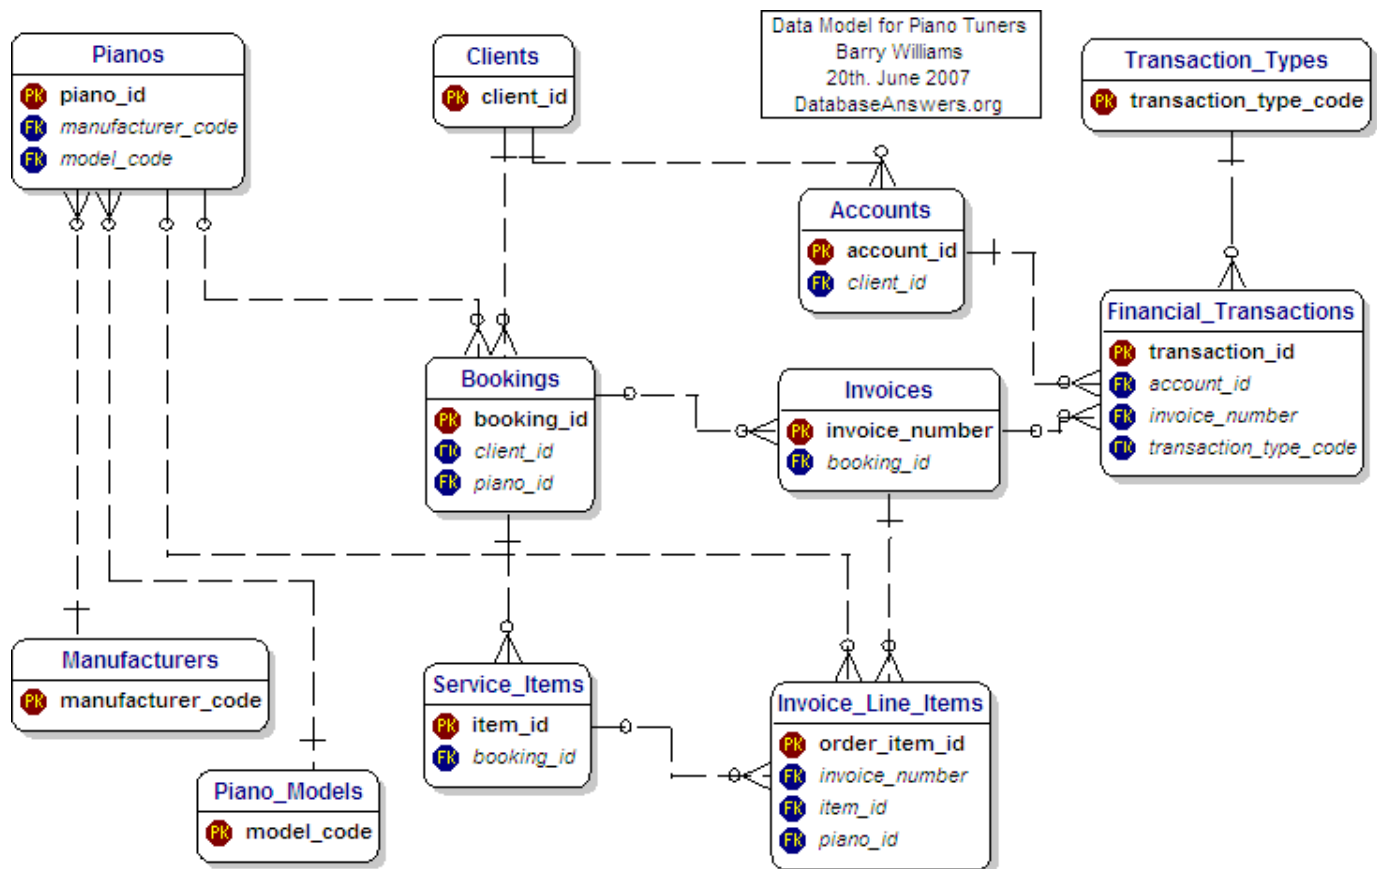 Pianos
PK piano_id
FK manufacturer_code
FK model_code
Clients
PK client_id
Data Model for Piano Tuners
Barry Williams
20th. June 2007
DatabaseAnswers.org
Transaction_Types
PK transaction_type_code
Accounts
PK account_id
FK client_id
Financial_Transactions
PK transaction_id
FK account_id
FK invoice_number
FK transaction_type_code
Bookings
PK booking_id
FK client_id
FK piano_id
Invoices
PK invoice_number
FK booking_id
Manufacturers
PK manufacturer_code
Service_Items
PK item_id
FK booking_id
Invoice_Line_Items
PK order_item_id
FK invoice_number
FK item_id
FK piano_id
Piano_Models
PK model_code